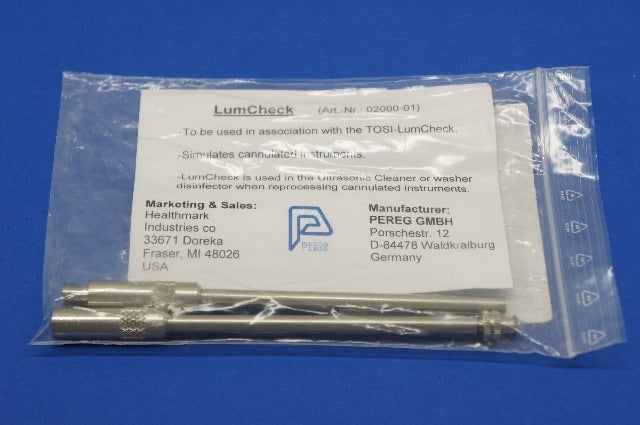 LumCheck (Art.-Nr.: 02000-01)
-To be used in association with the TOSI-LumCheck.
-Simulates cannulated instruments.
-LumCheck is used in the Ultrasonic Cleaner or washer
disinfector when reprocessing cannulated instruments.
Marketing & Sales:
Healthmark
Industries co
33671 Doreka
Fraser, MI 48026
USA
PEREG
Manufacturer:
PEREG GMBH
Porschestr. 12
D-84478 Waldkraiburg
Germany